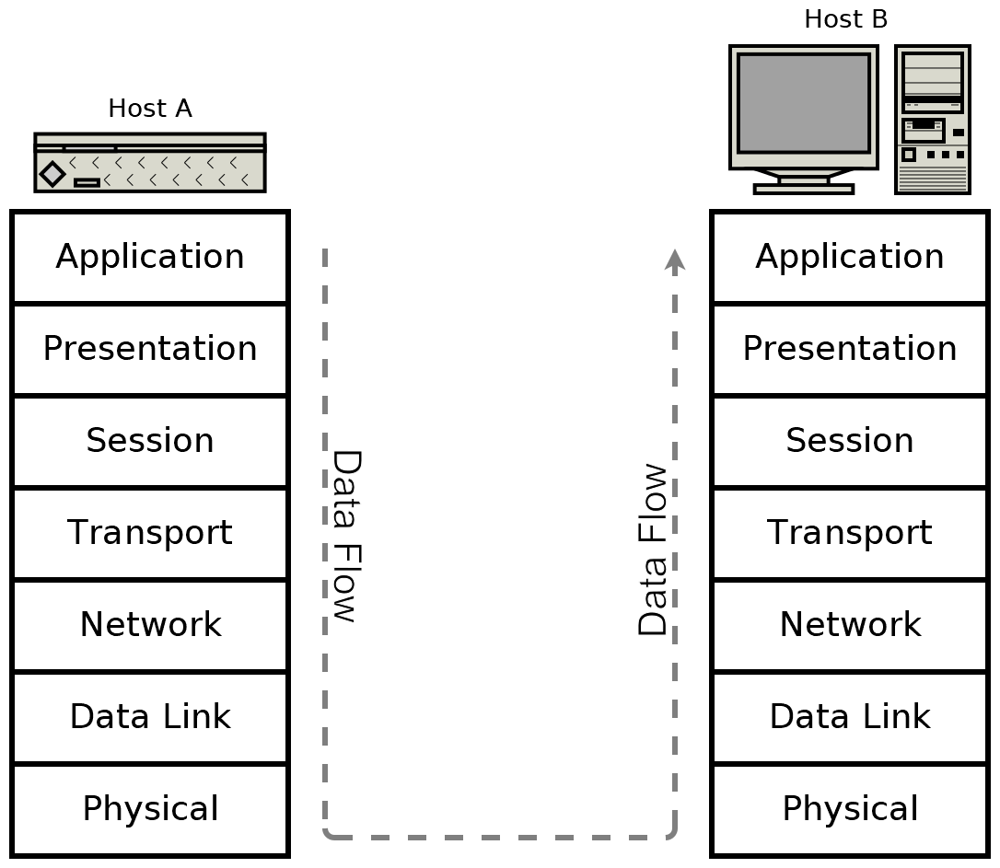 Host A
Host B
Application
Presentation
Session
Transport
Network
Data Link
Physical
Data Flow
Data Flow
Application
Presentation
Session
Transport
Network
Data Link
Physical